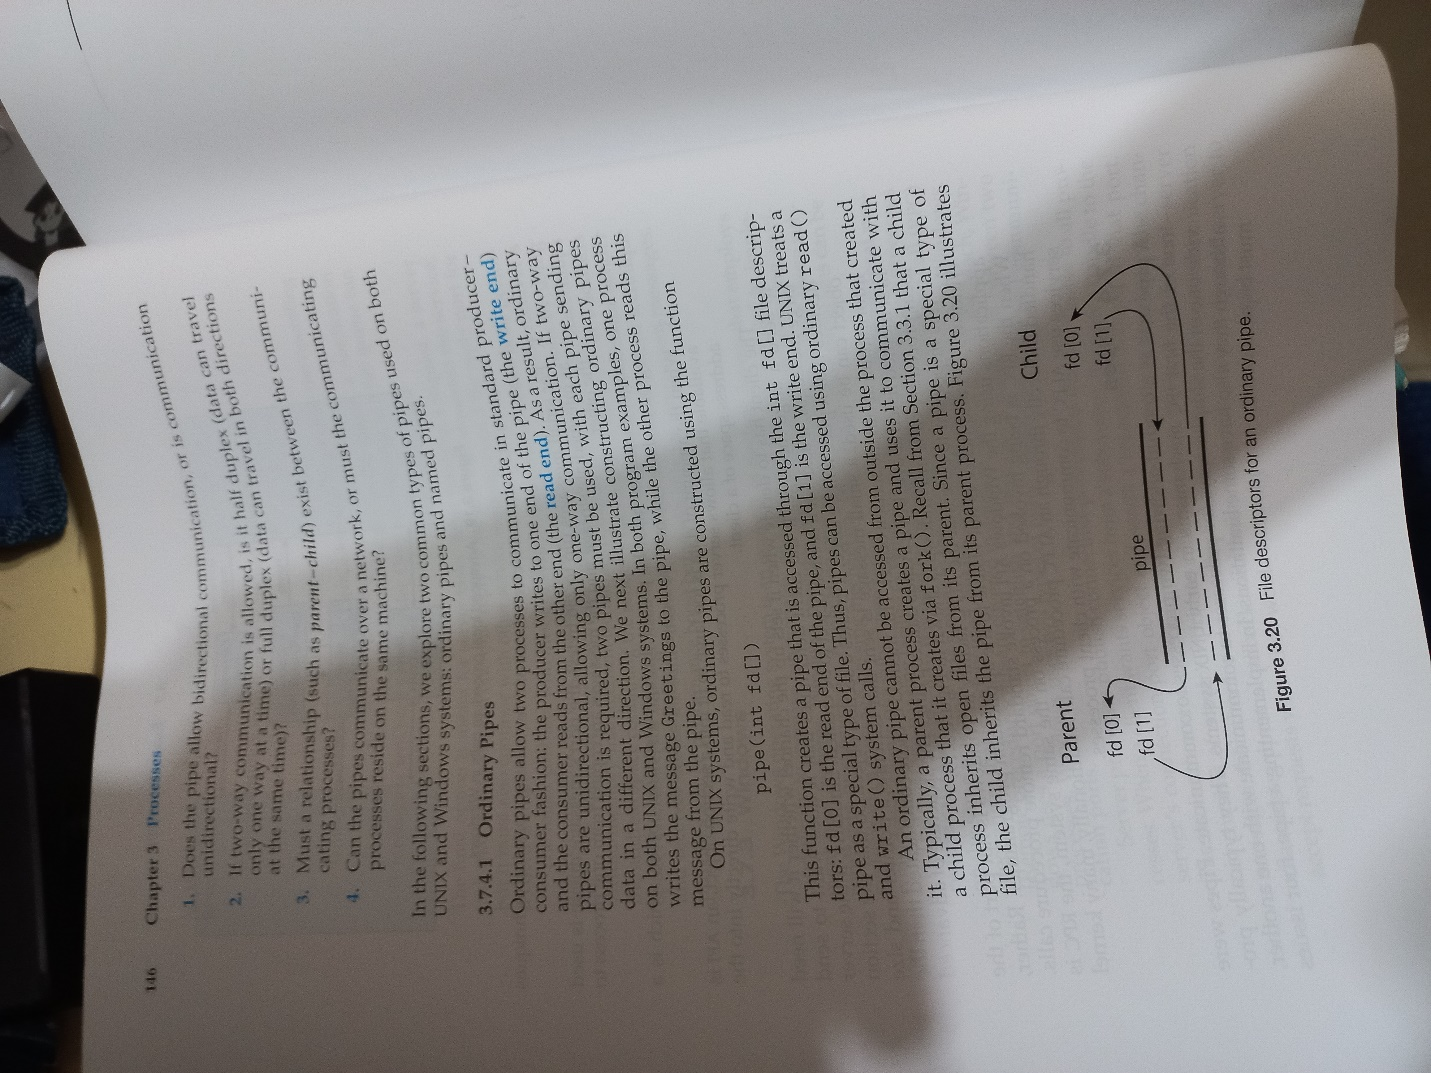 146 Chapter 3 Processes
1. Does the pipe allow bidirectional communication, or is communication
unidirectional?
2. If two-way communication is allowed, is it half duplex (data can travel
only one way at a time) or full duplex (data can travel in both directions
at the same time)?
3. Must a relationship (such as parent–child) exist between the communi-
cating processes?
4. Can the pipes communicate over a network, or must the communicating
processes reside on the same machine?
In the following sections, we explore two common types of pipes used on both
UNIX and Windows systems: ordinary pipes and named pipes.
3.7.4.1 Ordinary Pipes
Ordinary pipes allow two processes to communicate in standard producer–
consumer fashion: the producer writes to one end of the pipe (the write end)
and the consumer reads from the other end (the read end). As a result, ordinary
pipes are unidirectional, allowing only one-way communication. If two-way
communication is required, two pipes must be used, with each pipe sending
data in a different direction. We next illustrate constructing ordinary pipes
on both UNIX and Windows systems. In both program examples, one process
writes the message Greetings to the pipe, while the other process reads this
message from the pipe.
On UNIX systems, ordinary pipes are constructed using the function
pipe(int fd[])
This function creates a pipe that is accessed through the int fd[] file descrip-
tors: fd[0] is the read end of the pipe, and fd[1] is the write end. UNIX treats a
pipe as a special type of file. Thus, pipes can be accessed using ordinary read()
and write() system calls.
An ordinary pipe cannot be accessed from outside the process that created
it. Typically, a parent process creates a pipe and uses it to communicate with
a child process that it creates via fork(). Recall from Section 3.3.1 that a child
process inherits open files from its parent. Since a pipe is a special type of
file, the child inherits the pipe from its parent process. Figure 3.20 illustrates
Parent
Child
fd [0]
fd [1]
fd [0]
fd [1]
pipe
Figure 3.20 File descriptors for an ordinary pipe.